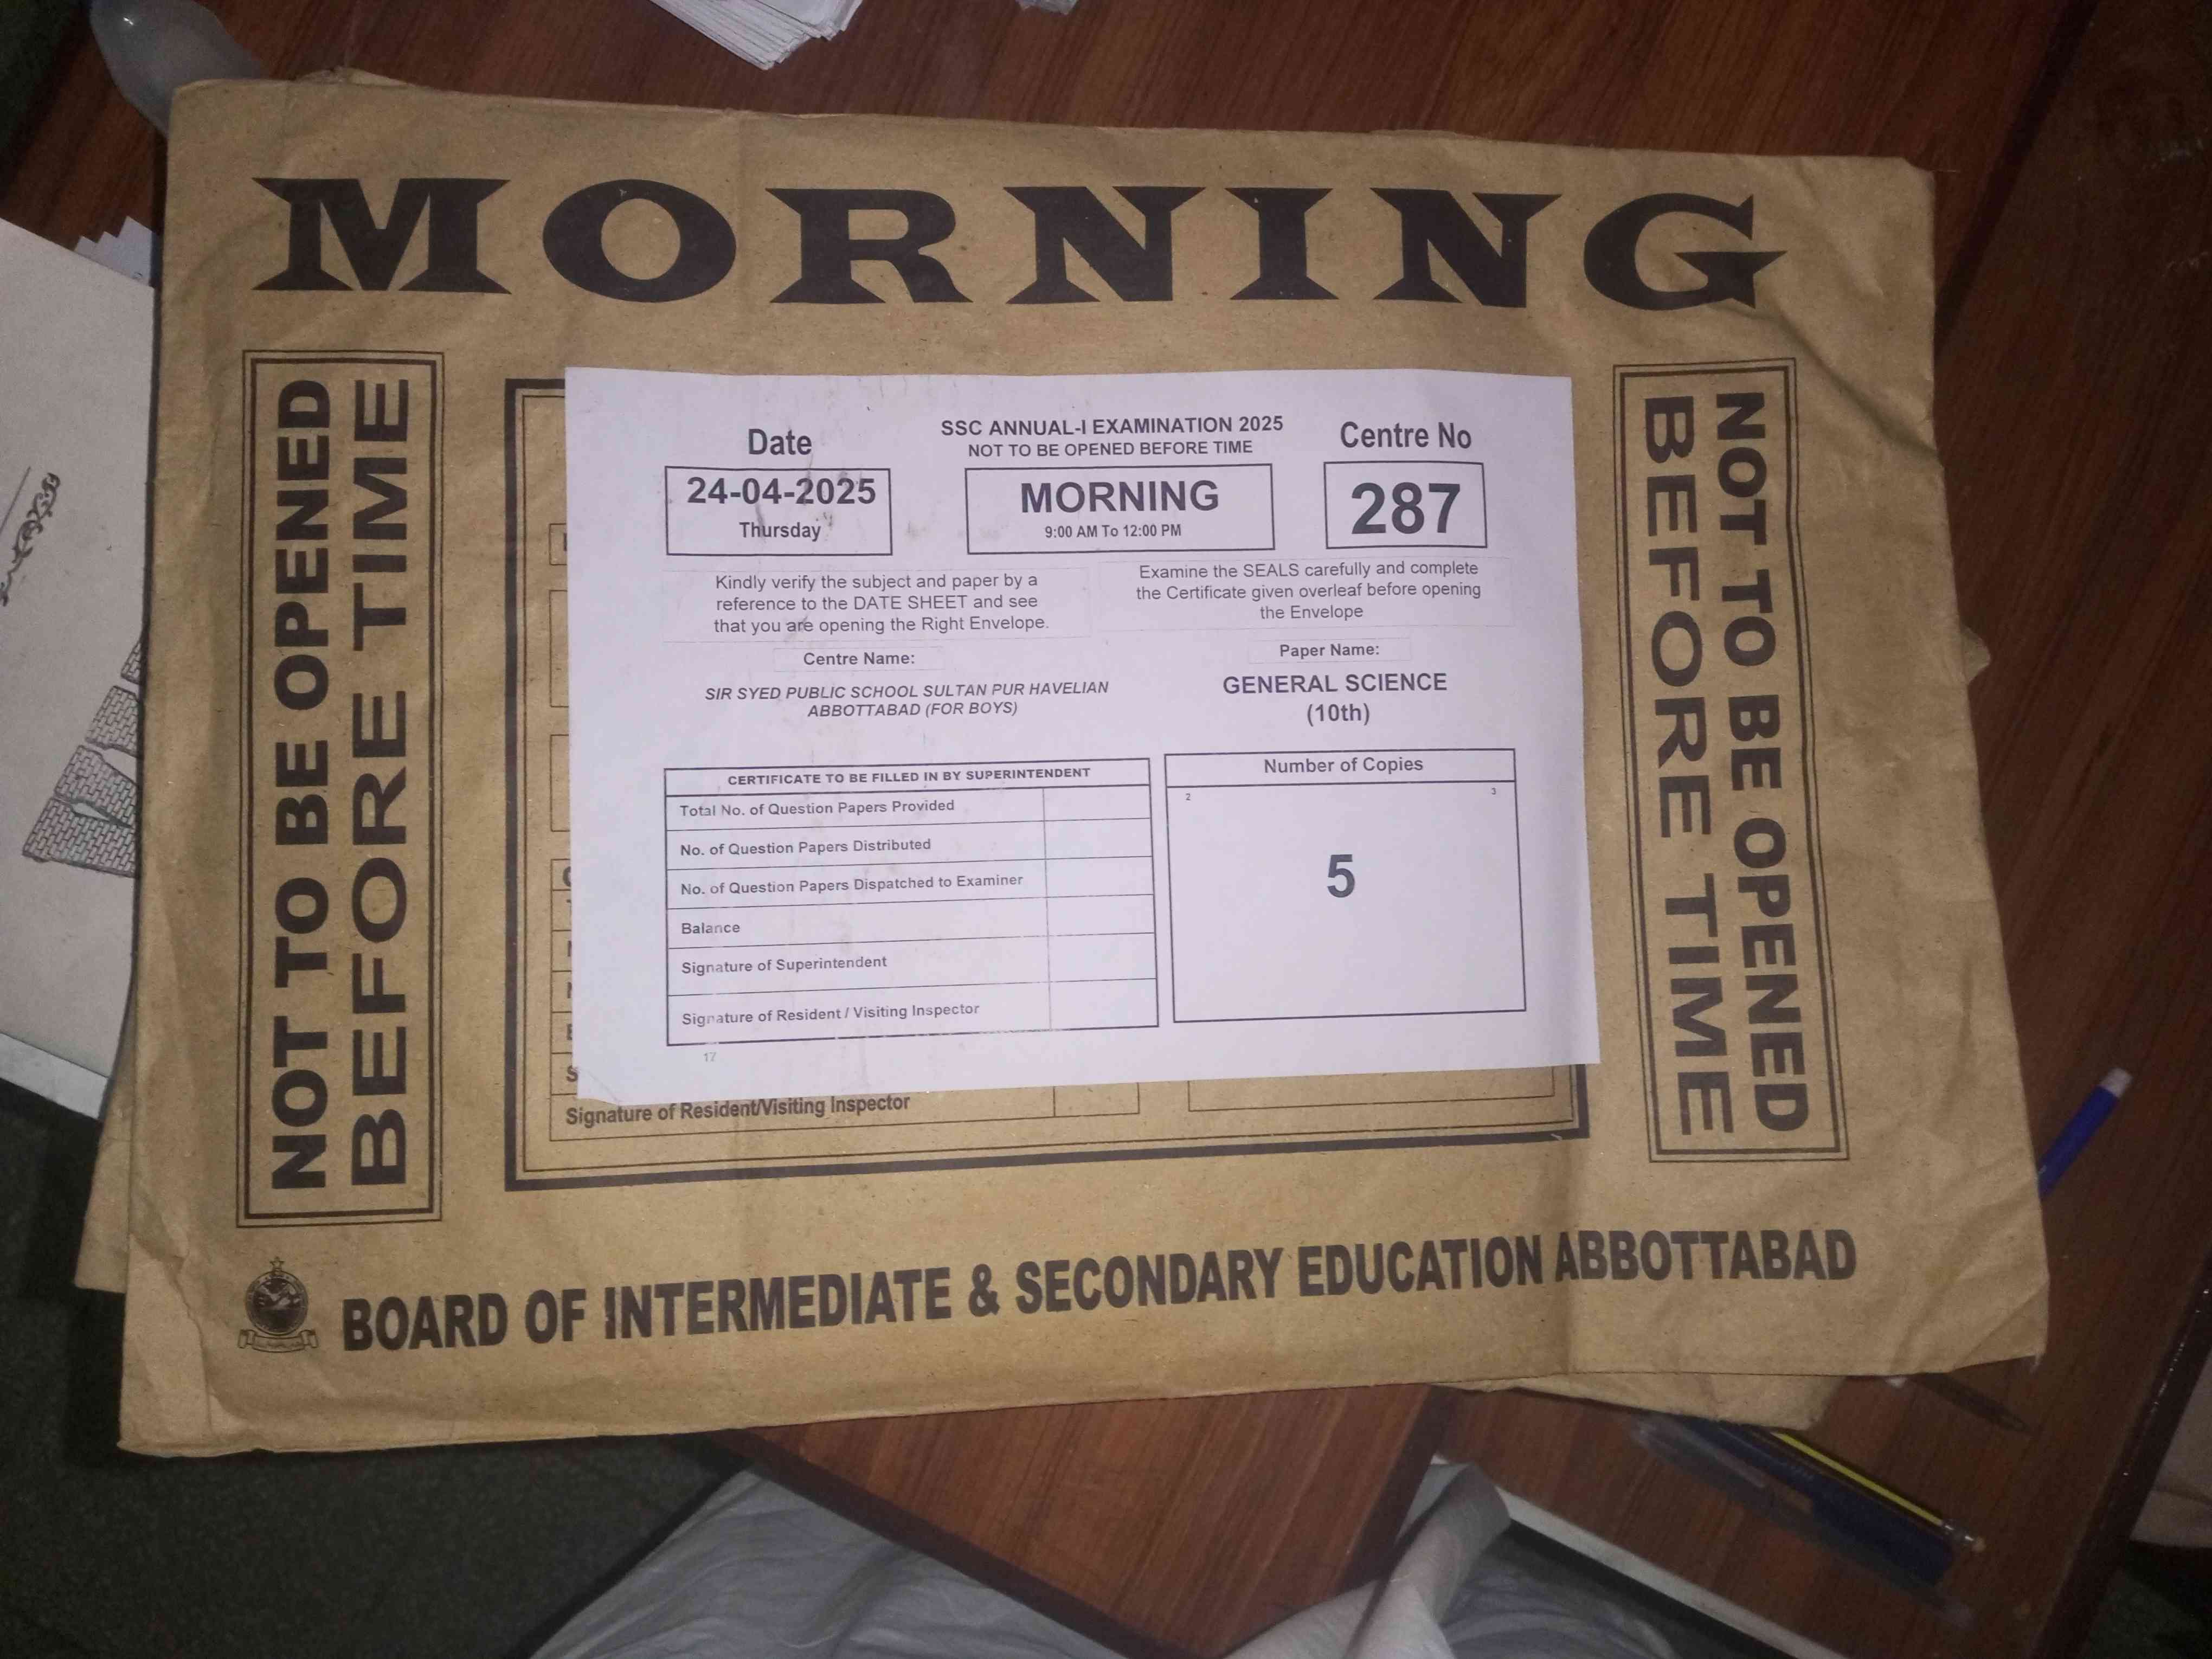 MORNING
NOT TO BE OPENED
BEFORE TIME
Date
24-04-2025
Thursday
SSC ANNUAL-I EXAMINATION 2025
NOT TO BE OPENED BEFORE TIME
MORNING
9:00 AM To 12:00 PM
Centre No
287
Kindly verify the subject and paper by a
reference to the DATE SHEET and see
that you are opening the Right Envelope.
Examine the SEALS carefully and complete
the Certificate given overleaf before opening
the Envelope
Centre Name:
SIR SYED PUBLIC SCHOOL SULTAN PUR HAVELIAN
ABBOTTABAD (FOR BOYS)
Paper Name:
GENERAL SCIENCE
(10th)
CERTIFICATE TO BE FILLED IN BY SUPERINTENDENT
Total No. of Question Papers Provided
No. of Question Papers Distributed
No. of Question Papers Dispatched to Examiner
Balance
Signature of Superintendent
Signature of Resident / Visiting Inspector
Number of Copies
2 3
5
17
Signature of Resident/Visiting Inspector
NOT TO BE OPENED
BEFORE TIME
BOARD OF INTERMEDIATE & SECONDARY EDUCATION ABBOTTABAD